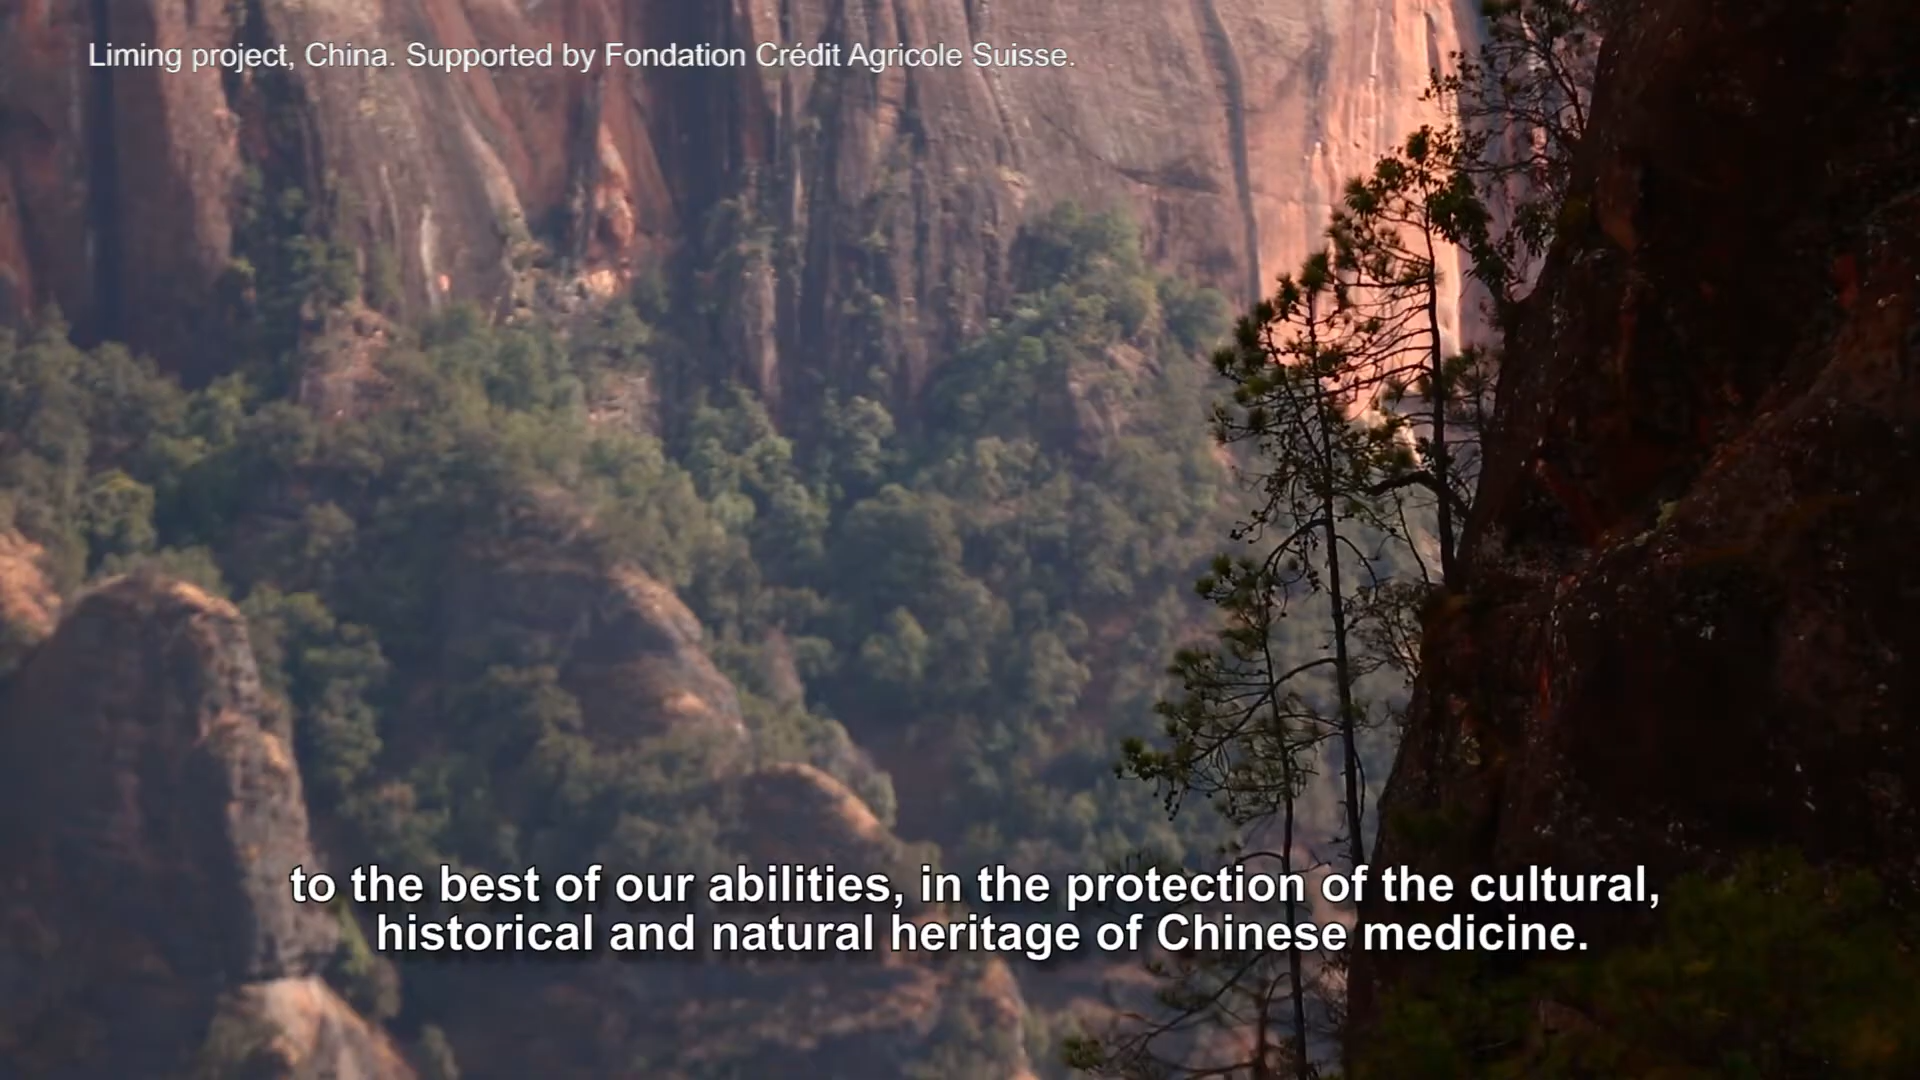 Liming project, China. Supported by Fondation Crédit Agricole Suisse.
to the best of our abilities, in the protection of the cultural,
historical and natural heritage of Chinese medicine.